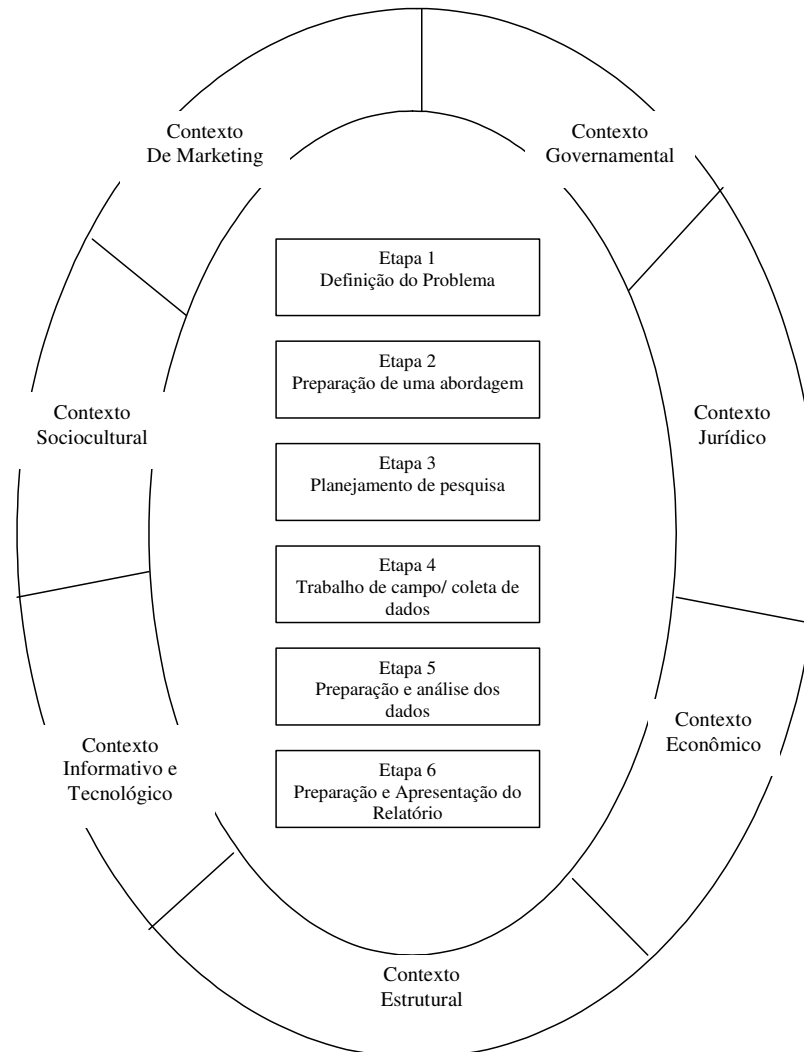 Contexto
De Marketing
Contexto
Governamental
Etapa 1
Definição do Problema
Etapa 2
Preparação de uma abordagem
Contexto
Sociocultural
Contexto
Jurídico
Etapa 3
Planejamento de pesquisa
Etapa 4
Trabalho de campo/ coleta de
dados
Etapa 5
Preparação e análise dos
dados
Contexto
Econômico
Contexto
Informativo e
Tecnológico
Etapa 6
Preparação e Apresentação do
Relatório
Contexto
Estrutural